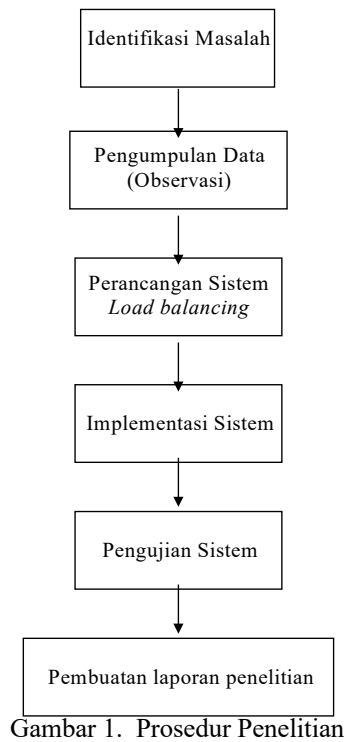 Identifikasi Masalah
Pengumpulan Data
(Observasi)
Perancangan Sistem
Load balancing
Implementasi Sistem
Pengujian Sistem
Pembuatan laporan penelitian
Gambar 1. Prosedur Penelitian